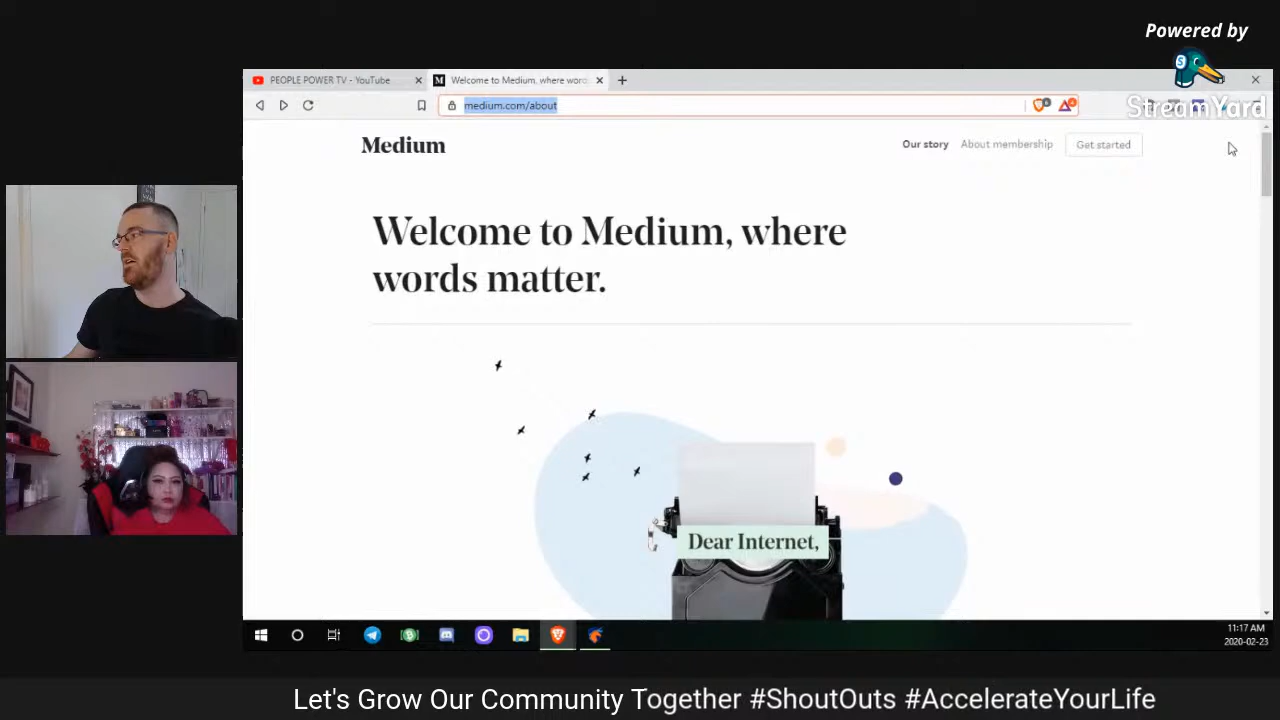 Powered by
StreamYard
PEOPLE POWER TV - YouTube
Welcome to Medium, where word
medium.com/about
Medium
Our story
About membership
Get started
Welcome to Medium, where
words matter.
Dear Internet,
11:17 AM
2020-02-23
Let's Grow Our Community Together #ShoutOuts #AccelerateYourLife